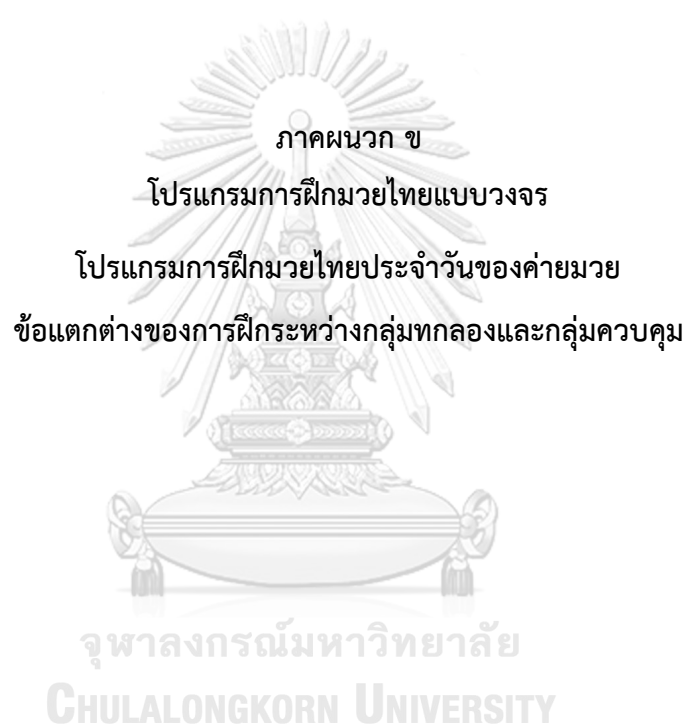 ภาคผนวก ข
โปรแกรมการฝึกมวยไทยแบบวงจร
โปรแกรมการฝึกมวยไทยประจำวันของค่ายมวย
ข้อแตกต่างของการฝึกระหว่างกลุ่มทกลองและกลุ่มควบคุม
จุฬาลงกรณ์มหาวิทยาลัย
CHULALONGKORN UNIVERSITY